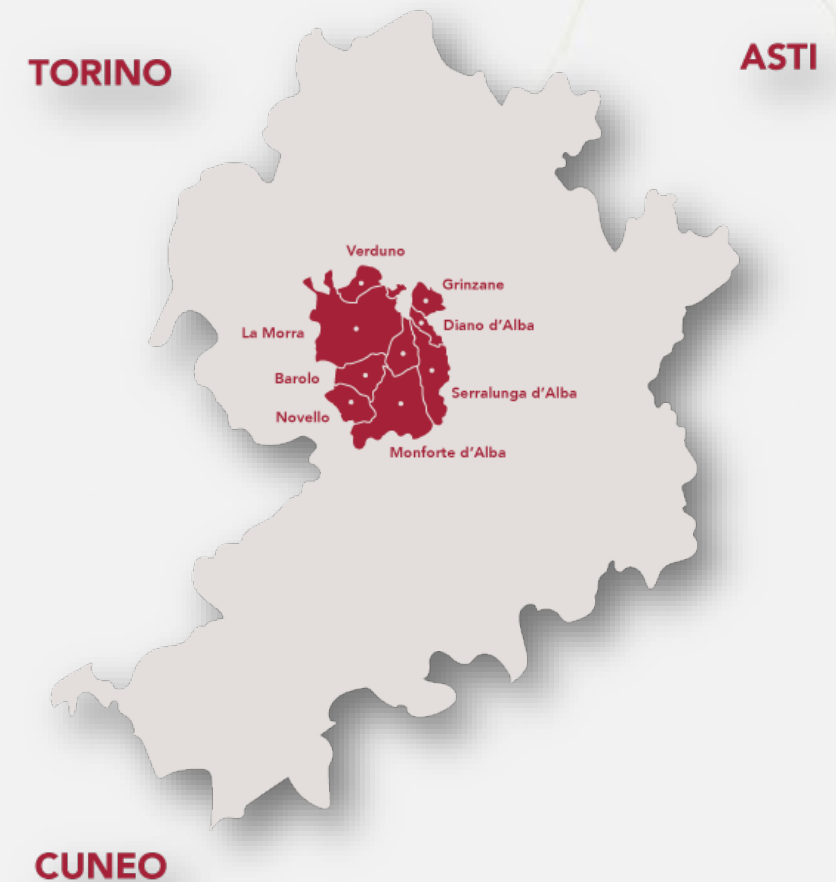 ASTI
TORINO
Verduno
Grinzane
Diano d’Alba
La Morra
Barolo
Serralunga d’Alba
Novello
Monforte d’Alba
CUNEO